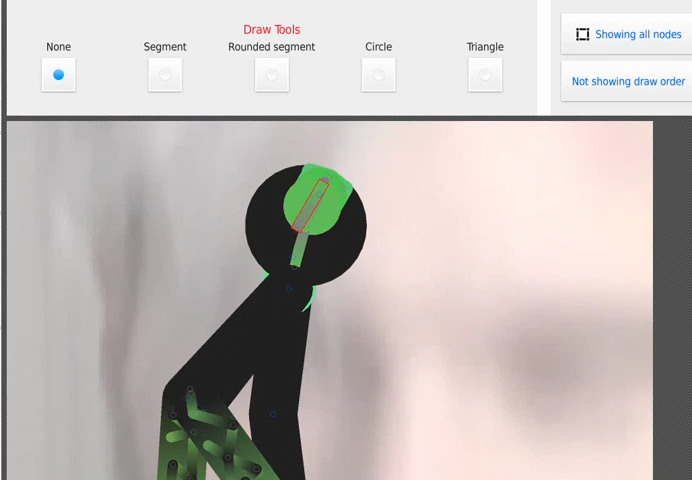 Draw Tools
None
Segment
Rounded segment
Circle
Triangle
Showing all nodes
Not showing draw order